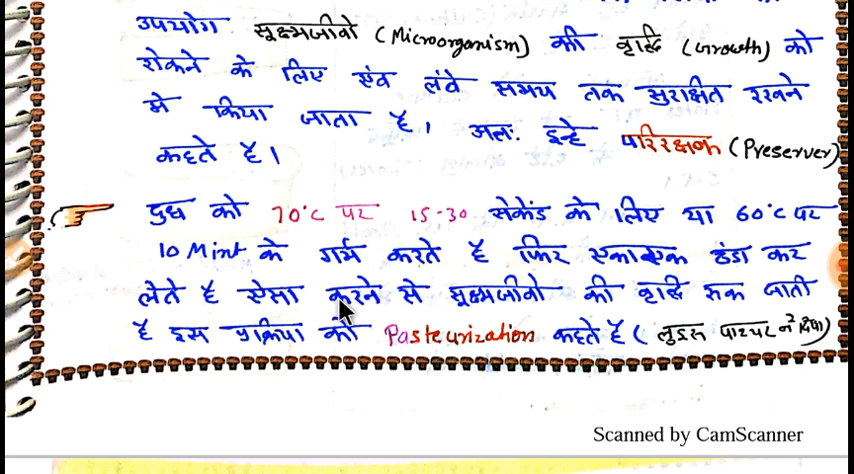 उपयोग सूक्ष्मजीवो (Microorganism) की वृद्धि (Growth) को
रोकने के लिए एंव लंवे समय तक सुरक्षित रखने
मे किया जाता है। अतः इन्हे परिरक्षक (Preserver)
कहते है।
दुध को 70°C पर 15-30 सेकेंड के लिए या 60°C पर
10 Mint के गर्म करते है फिर एकाएक ठंडा कर
लेते है ऐसा करने से सूक्ष्मजीवो की वृद्धि रुक जाती
है इस प्रक्रिया को Pasteurization कहते है (लुइस पाश्चर ने दिया)
Scanned by CamScanner